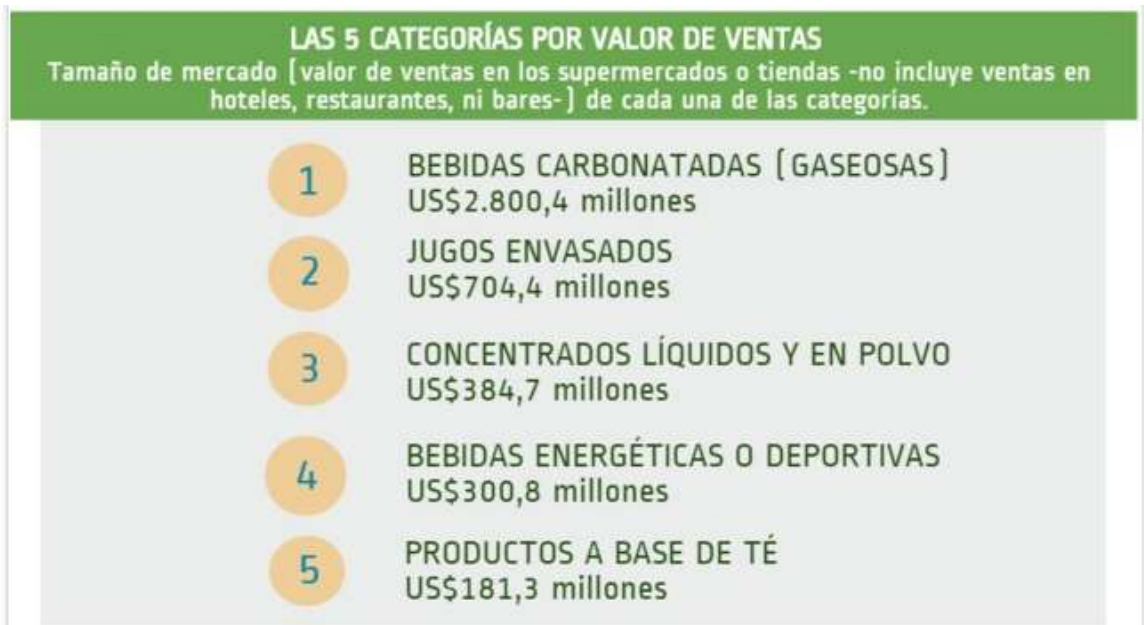 LAS 5 CATEGORÍAS POR VALOR DE VENTAS
Tamaño de mercado (valor de ventas en los supermercados o tiendas -no incluye ventas en
hoteles, restaurantes, ni bares-) de cada una de las categorías.
1
BEBIDAS CARBONATADAS (GASEOSAS)
US$2.800,4 millones
2
JUGOS ENVASADOS
US$704,4 millones
3
CONCENTRADOS LÍQUIDOS Y EN POLVO
US$384,7 millones
4
BEBIDAS ENERGÉTICAS O DEPORTIVAS
US$300,8 millones
5
PRODUCTOS A BASE DE TÉ
US$181,3 millones